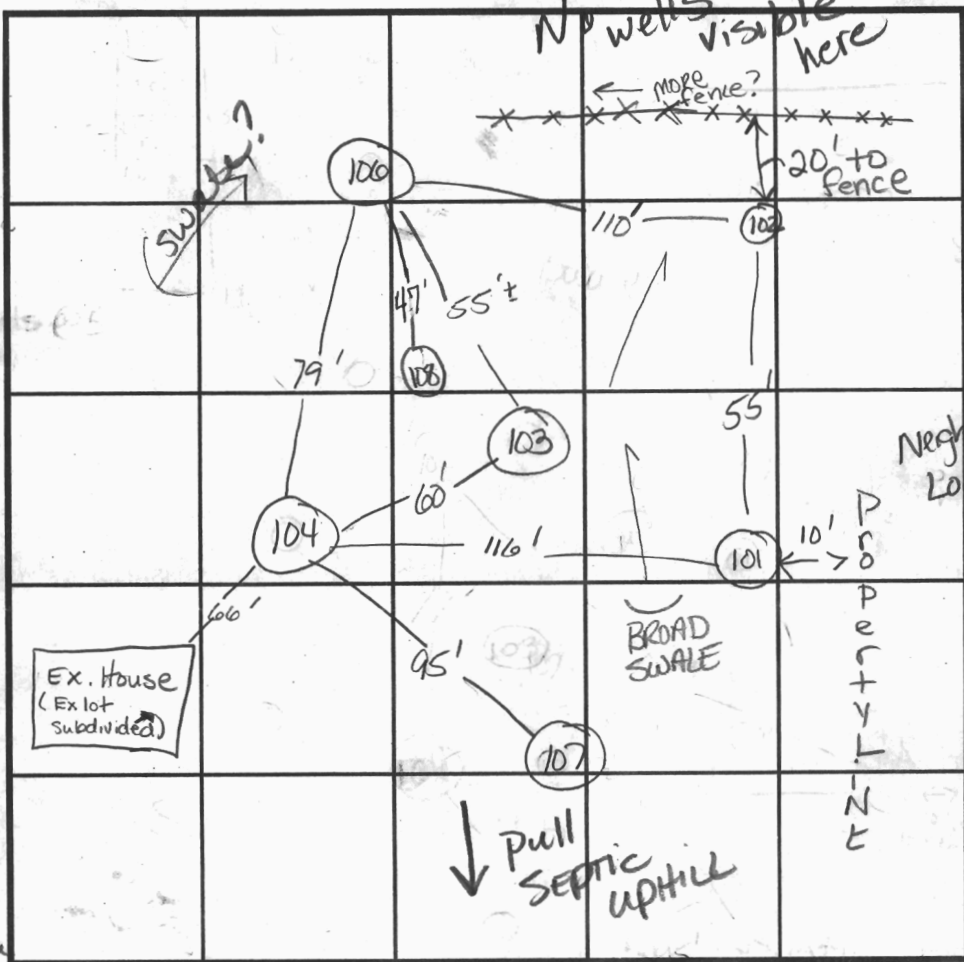 No wells visible here
← more fence?
swale?
106
20' to fence
110'
102
47'
55'±
79'
108
55'
103
Neigh
Lo
60'
104
116'
101
10'
Property Line
66'
BROAD
SWALE
95'
Ex. House
(Ex lot
subdivided)
103
107
Pull
SEPTIC
UPHILL